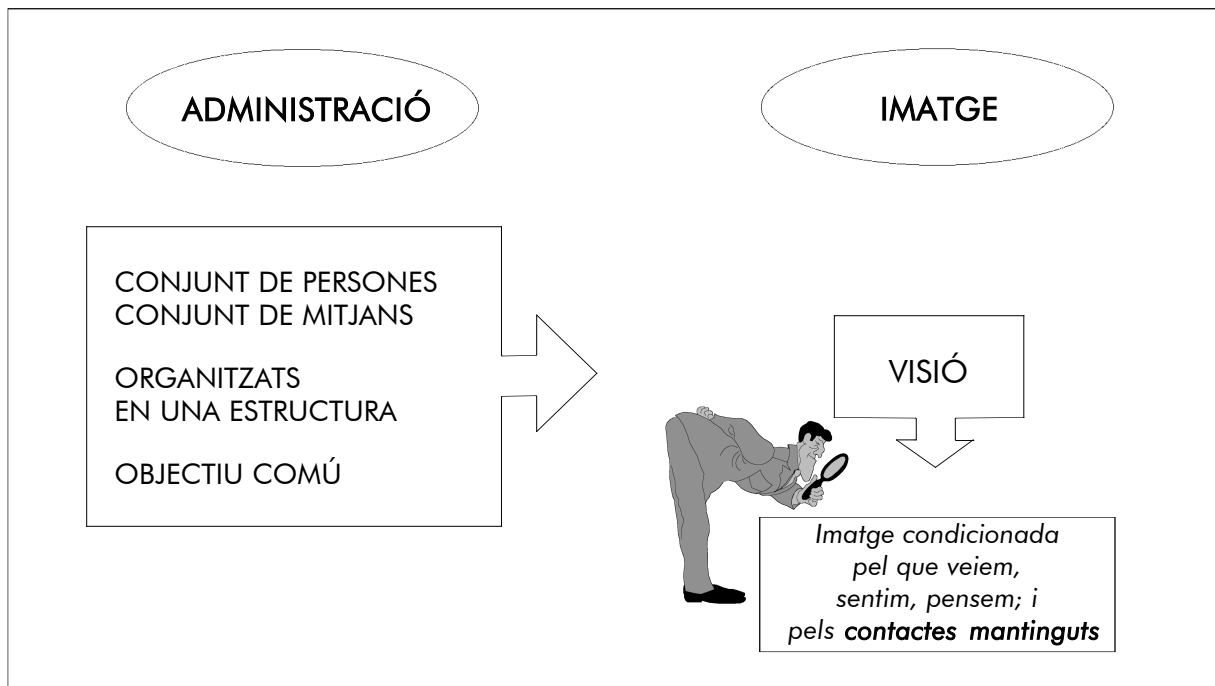 ADMINISTRACIÓ
IMATGE
CONJUNT DE PERSONES
CONJUNT DE MITJANS
ORGANITZATS
EN UNA ESTRUCTURA
OBJECTIU COMÚ
VISIÓ
Imatge condicionada
pel que veiem,
sentim, pensem; i
pels contactes mantinguts